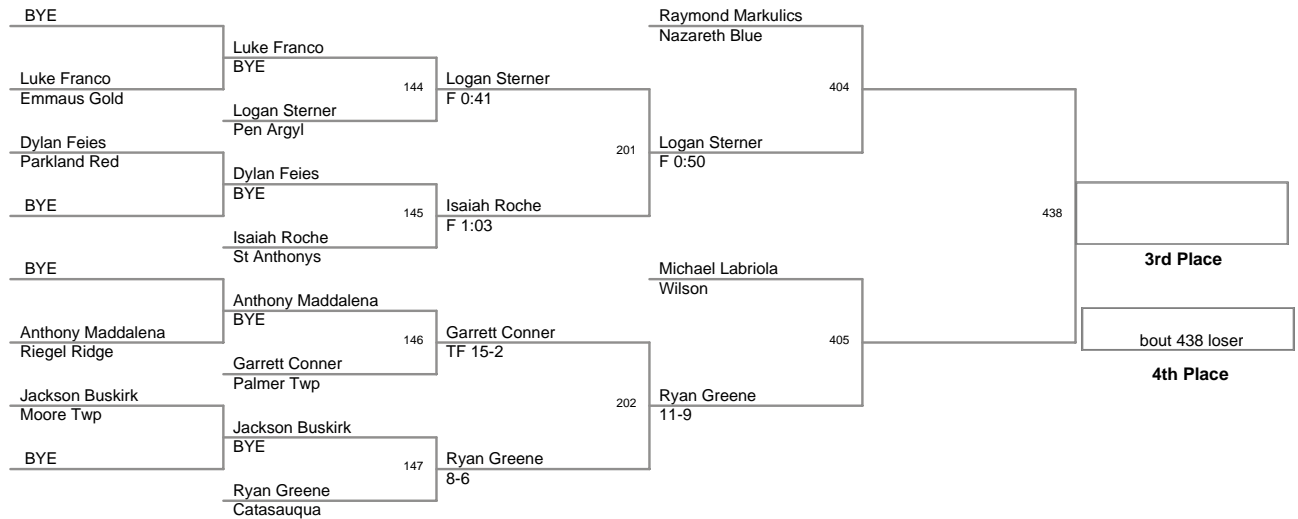 BYE
Luke Franco
Emmaus Gold
Dylan Feies
Parkland Red
BYE
BYE
Anthony Maddalena
Riegel Ridge
Jackson Buskirk
Moore Twp
BYE
Luke Franco
BYE
144
Logan Sterner
Pen Argyl
Dylan Feies
BYE
145
Isaiah Roche
St Anthonys
Anthony Maddalena
BYE
146
Garrett Conner
Palmer Twp
Jackson Buskirk
BYE
147
Ryan Greene
Catasauqua
Logan Sterner
F 0:41
201
Isaiah Roche
F 1:03
Garrett Conner
TF 15-2
202
Ryan Greene
8-6
Raymond Markulics
Nazareth Blue
404
Logan Sterner
F 0:50
Michael Labriola
Wilson
405
Ryan Greene
11-9
438
3rd Place
bout 438 loser
4th Place